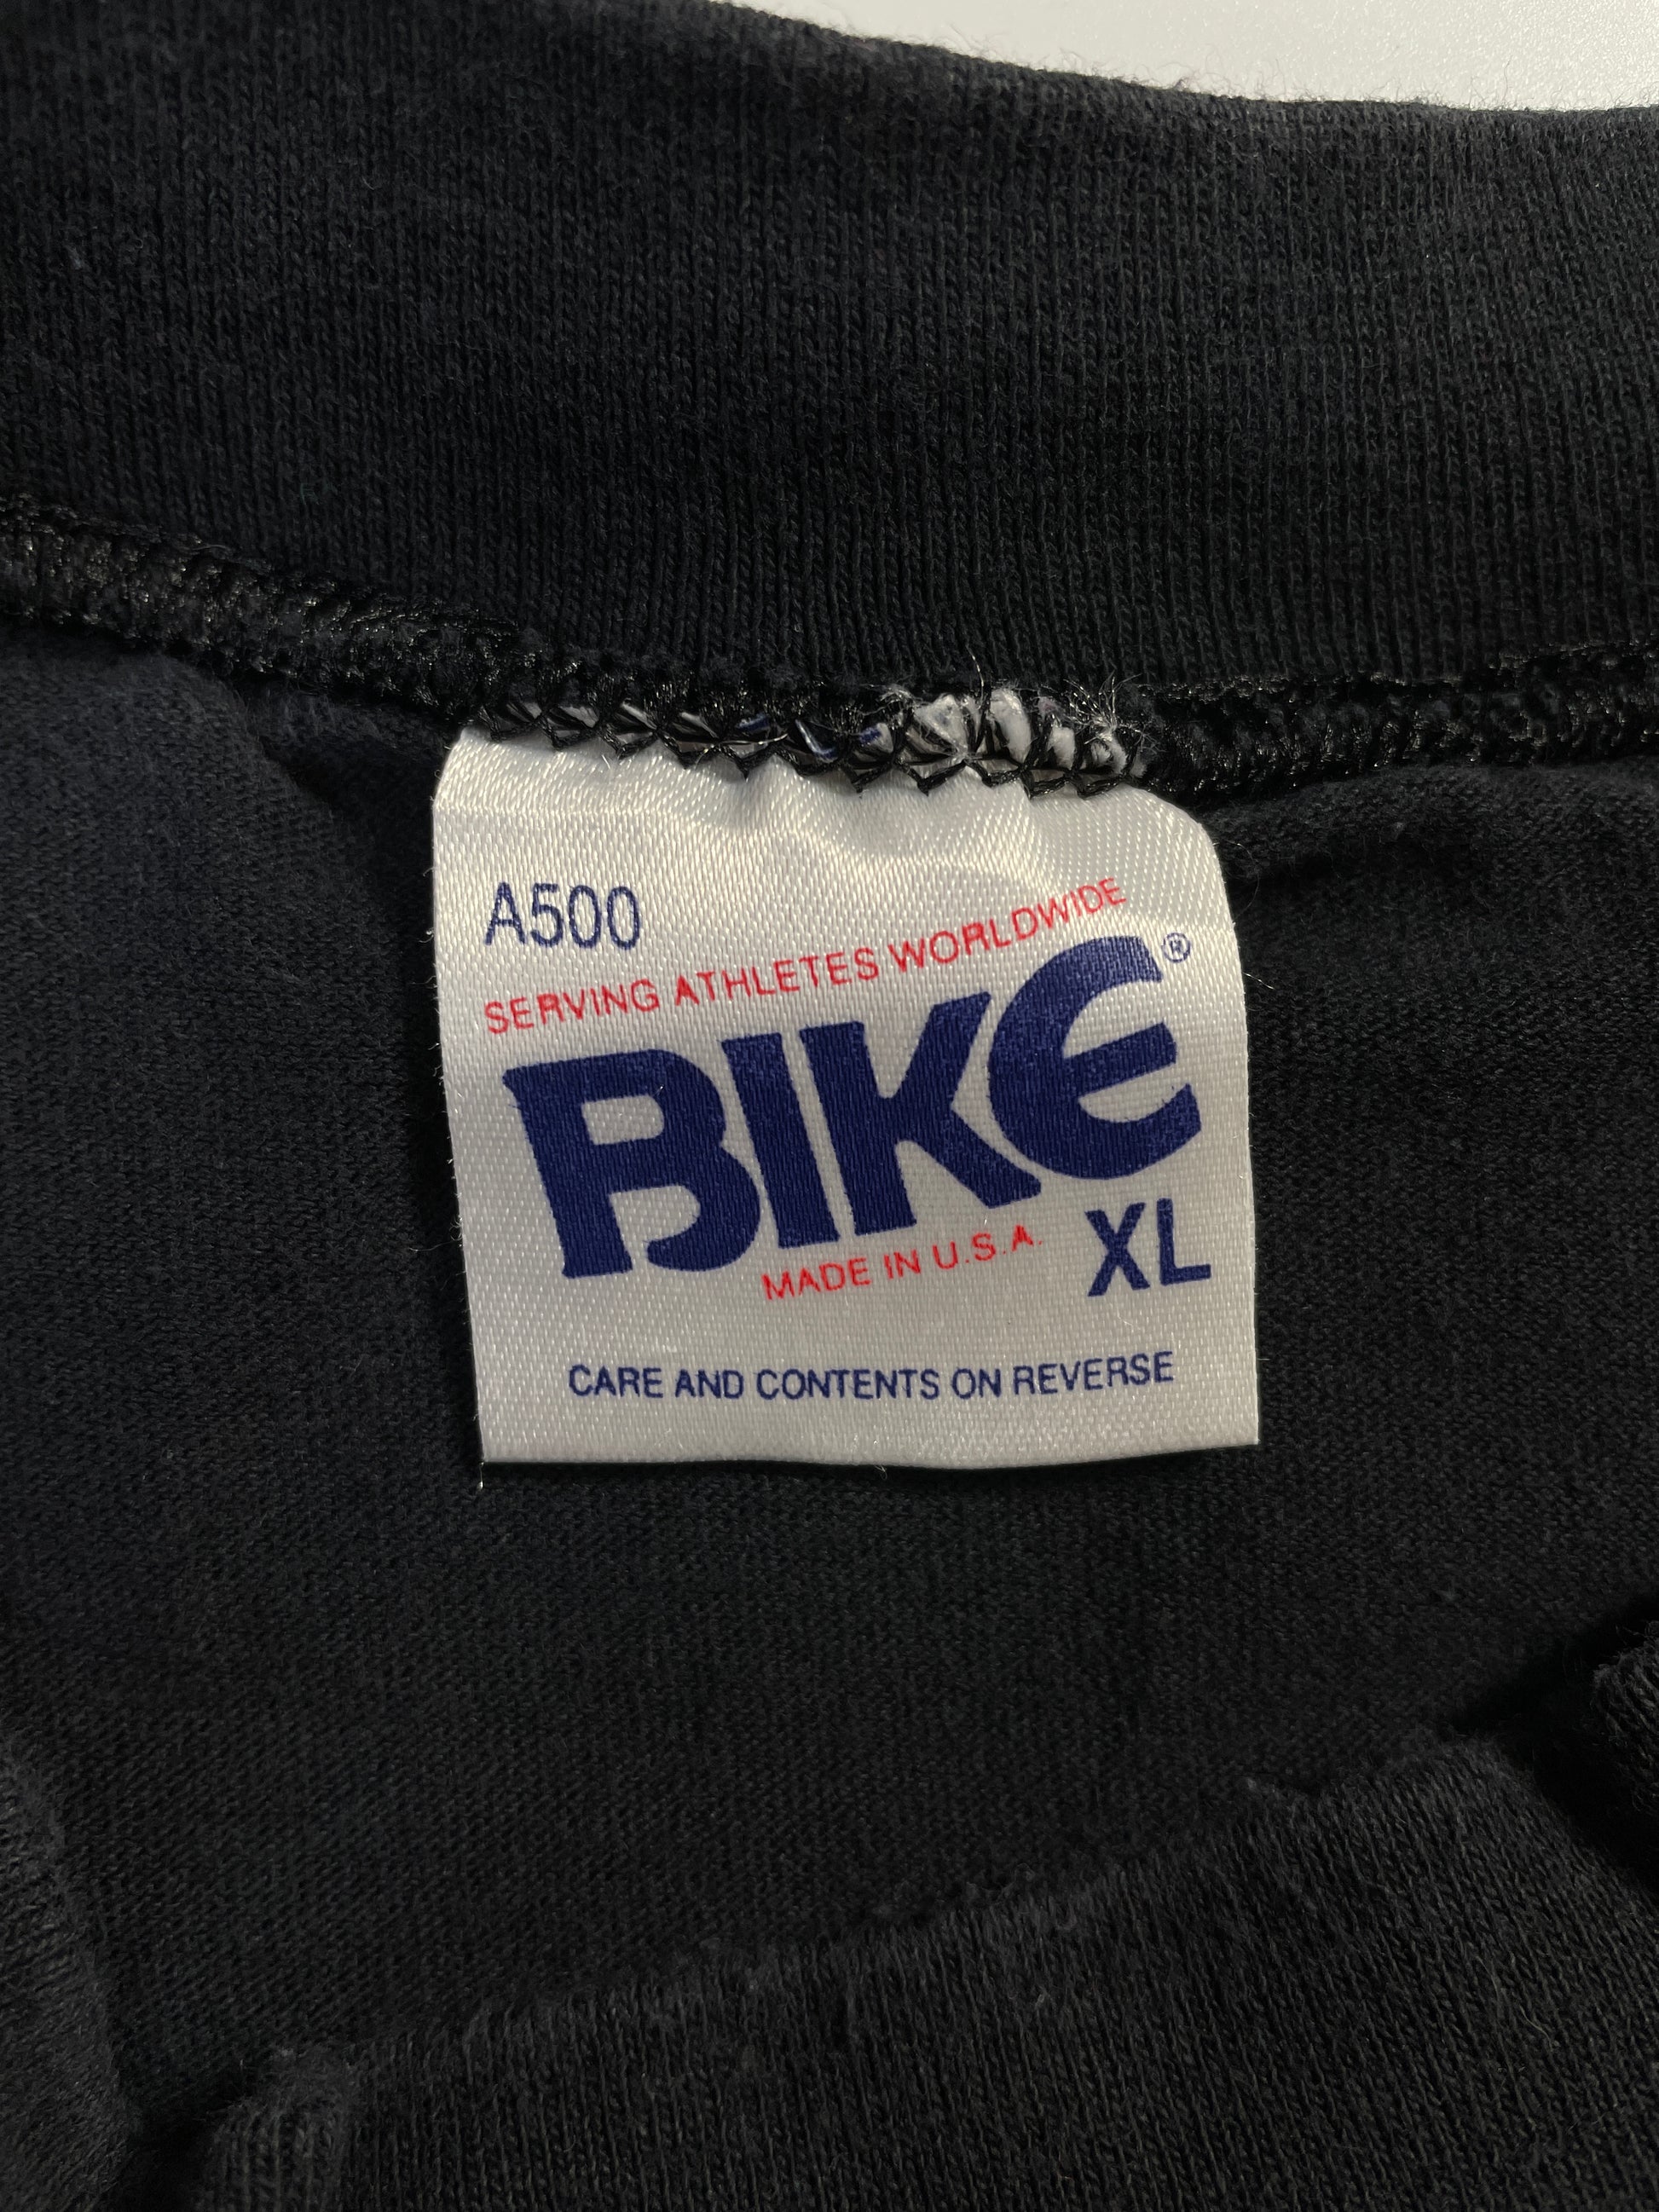 A500
SERVING ATHLETES WORLDWIDE
BIKE®
MADE IN U.S.A. XL
CARE AND CONTENTS ON REVERSE